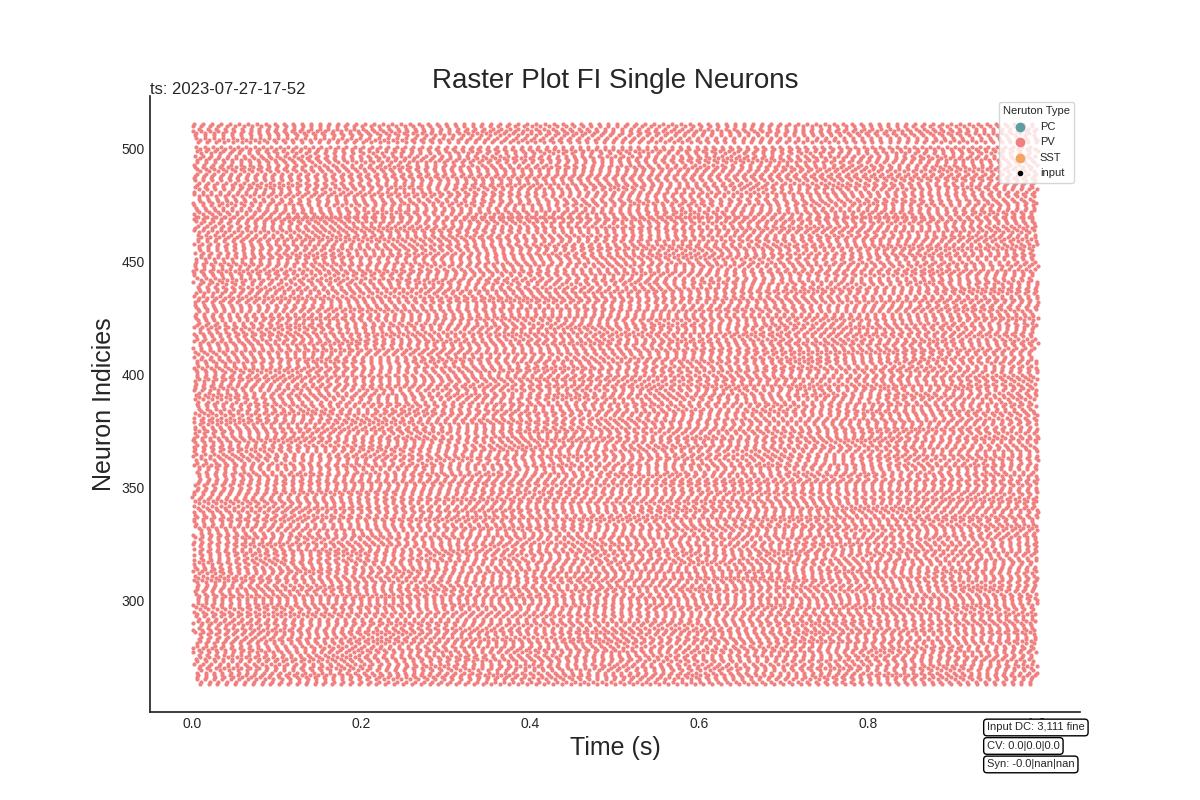 Raster Plot FI Single Neurons
ts: 2023-07-27-17-52
Neruton Type
PC
PV
SST
input
500
450
400
350
300
Neuron Indicies
0.0 0.2 0.4 0.6 0.8
Time (s)
Input DC: 3,111 fine
CV: 0.0|0.0|0.0
Syn: -0.0|nan|nan